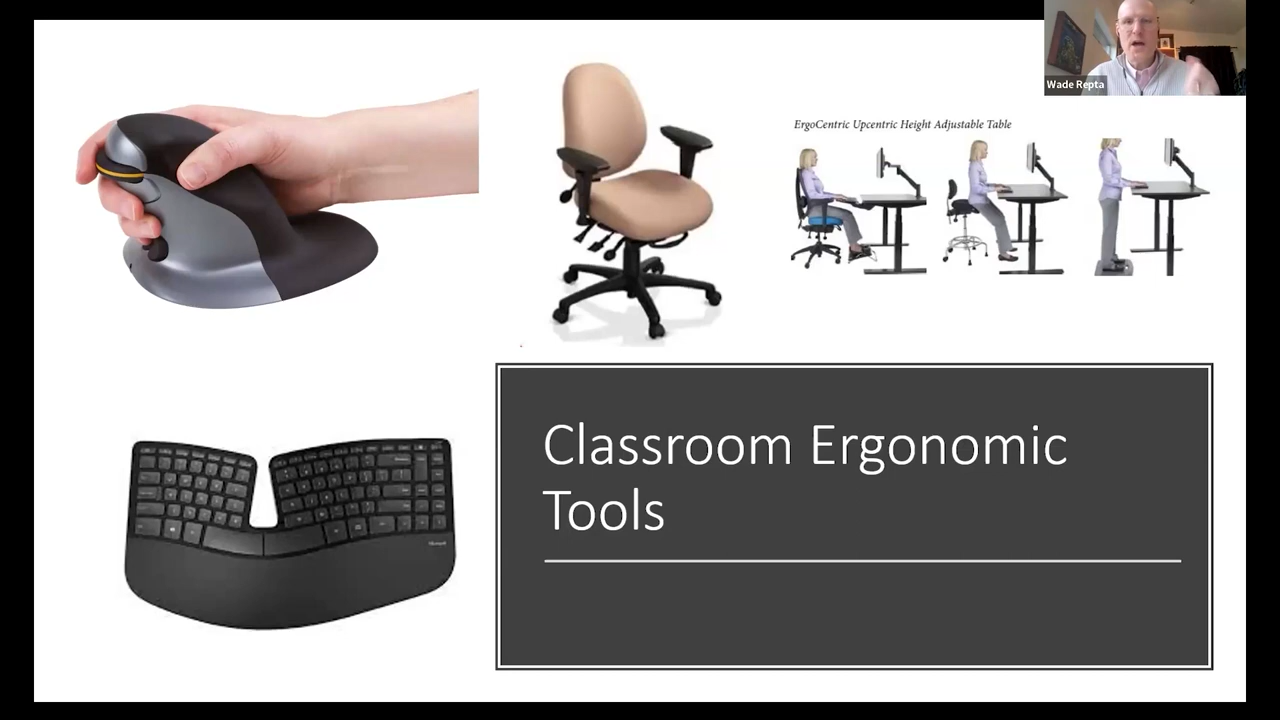 Wade Repta
ErgoCentric Upcentric Height Adjustable Table
Classroom Ergonomic
Tools